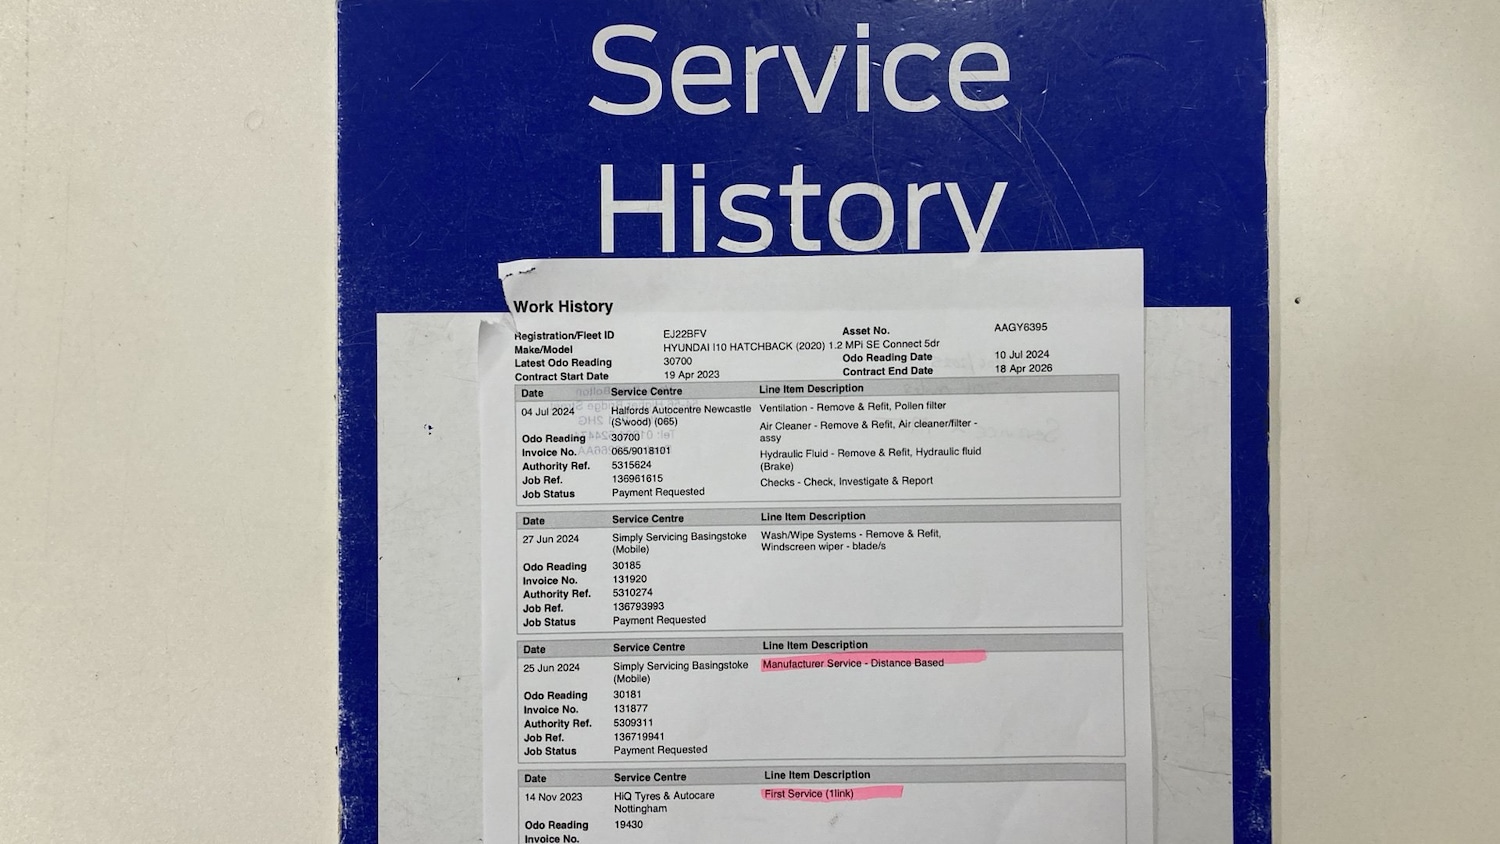 Service
History
Work History
Registration/Fleet ID EJ22BFV Asset No. AAGY6395
Make/Model HYUNDAI I10 HATCHBACK (2020) 1.2 MPi SE Connect 5dr
Latest Odo Reading 30700 Odo Reading Date 10 Jul 2024
Contract Start Date 19 Apr 2023 Contract End Date 18 Apr 2026
Date Service Centre Line Item Description
04 Jul 2024 Halfords Autocentre Newcastle Ventilation - Remove & Refit, Pollen filter
(S'wood) (065)
Air Cleaner - Remove & Refit, Air cleaner/filter -
assy
Odo Reading 30700
Invoice No. 065/9018101 Hydraulic Fluid - Remove & Refit, Hydraulic fluid
(Brake)
Authority Ref. 5315624
Job Ref. 136961615 Checks - Check, Investigate & Report
Job Status Payment Requested
Date Service Centre Line Item Description
27 Jun 2024 Simply Servicing Basingstoke Wash/Wipe Systems - Remove & Refit,
(Mobile) Windscreen wiper - blade/s
Odo Reading 30185
Invoice No. 131920
Authority Ref. 5310274
Job Ref. 136793993
Job Status Payment Requested
Date Service Centre Line Item Description
25 Jun 2024 Simply Servicing Basingstoke Manufacturer Service - Distance Based
(Mobile)
Odo Reading 30181
Invoice No. 131877
Authority Ref. 5309311
Job Ref. 136719941
Job Status Payment Requested
Date Service Centre Line Item Description
14 Nov 2023 HiQ Tyres & Autocare First Service (1link)
Nottingham
Odo Reading 19430
Invoice No.